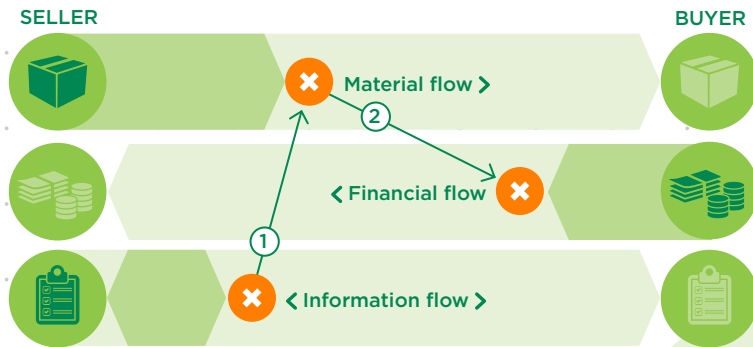 SELLER
BUYER
Material flow >
2
< Financial flow
1
< Information flow >